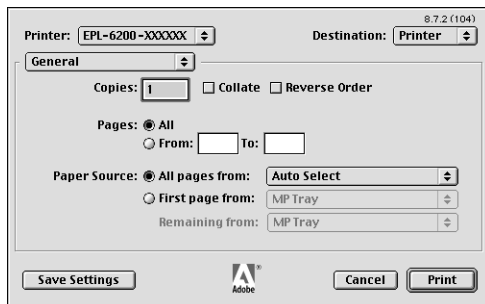 8.7.2 (104)
Printer: EPL-6200-XXXXXX Destination: Printer
General
Copies: 1 Collate Reverse Order
Pages: All
From: To:
Paper Source: All pages from: Auto Select
First page from: MP Tray
Remaining from: MP Tray
Save Settings Adobe® Cancel Print